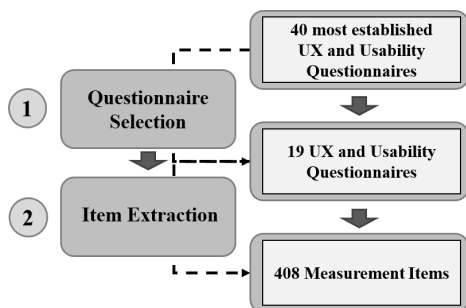 40 most established
UX and Usability
Questionnaires
1
Questionnaire
Selection
19 UX and Usability
Questionnaires
2
Item Extraction
408 Measurement Items